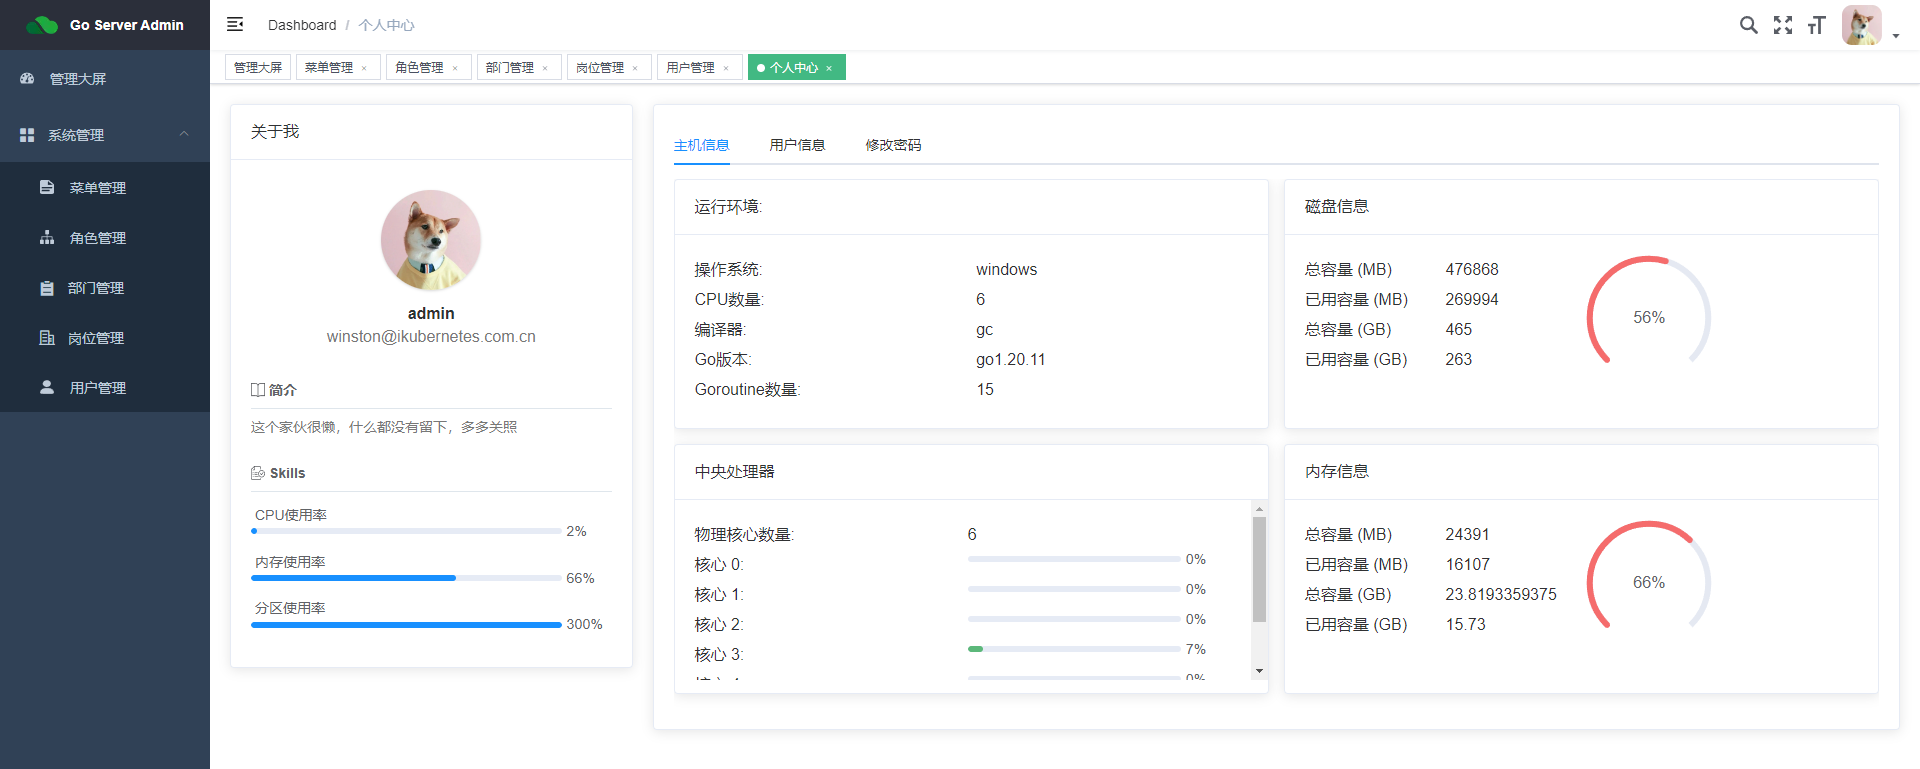 Go Server Admin
Dashboard / 个人中心
管理大屏
系统管理
菜单管理
角色管理
部门管理
岗位管理
用户管理
管理大屏 菜单管理 × 角色管理 × 部门管理 × 岗位管理 × 用户管理 × 个人中心 ×
关于我
admin
winston@ikubernetes.com.cn
简介
这个家伙很懒，什么都没有留下，多多关照
Skills
CPU使用率
2%
内存使用率
66%
分区使用率
300%
主机信息 用户信息 修改密码
运行环境:
操作系统: windows
CPU数量: 6
编译器: gc
Go版本: go1.20.11
Goroutine数量: 15
磁盘信息
总容量 (MB) 476868
已用容量 (MB) 269994
总容量 (GB) 465
已用容量 (GB) 263
56%
中央处理器
物理核心数量: 6
核心 0: 0%
核心 1: 0%
核心 2: 0%
核心 3: 7%
内存信息
总容量 (MB) 24391
已用容量 (MB) 16107
总容量 (GB) 23.8193359375
已用容量 (GB) 15.73
66%